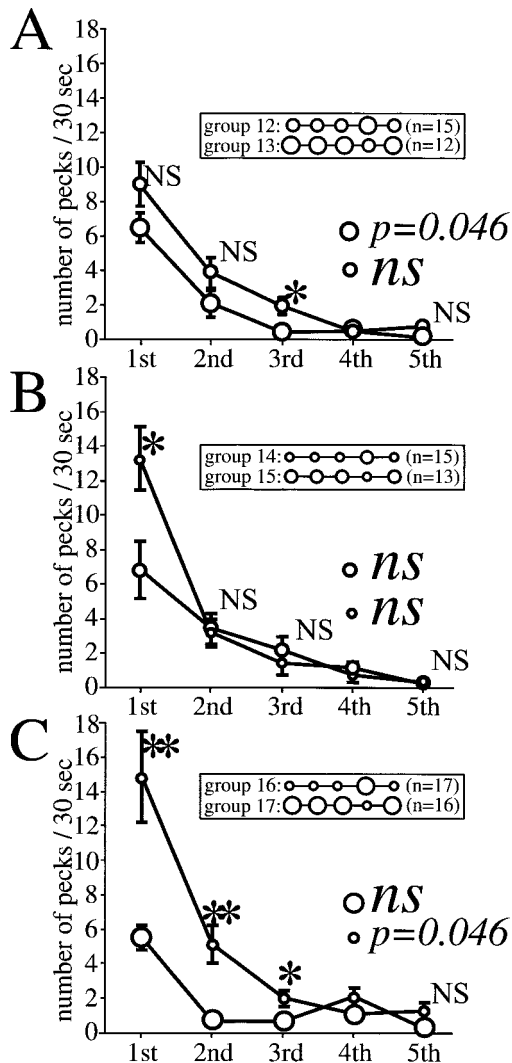 A
18
16
14
12
10
8
6
4
2
0
number of pecks / 30 sec
group 12: (n=15)
group 13: (n=12)
NS
NS
*
NS
p=0.046
ns
1st 2nd 3rd 4th 5th
B
18
16
14
12
10
8
6
4
2
0
number of pecks / 30 sec
group 14: (n=15)
group 15: (n=13)
*
NS
NS
NS
ns
ns
1st 2nd 3rd 4th 5th
C
18
16
14
12
10
8
6
4
2
0
number of pecks / 30 sec
group 16: (n=17)
group 17: (n=16)
**
**
*
NS
ns
p=0.046
1st 2nd 3rd 4th 5th